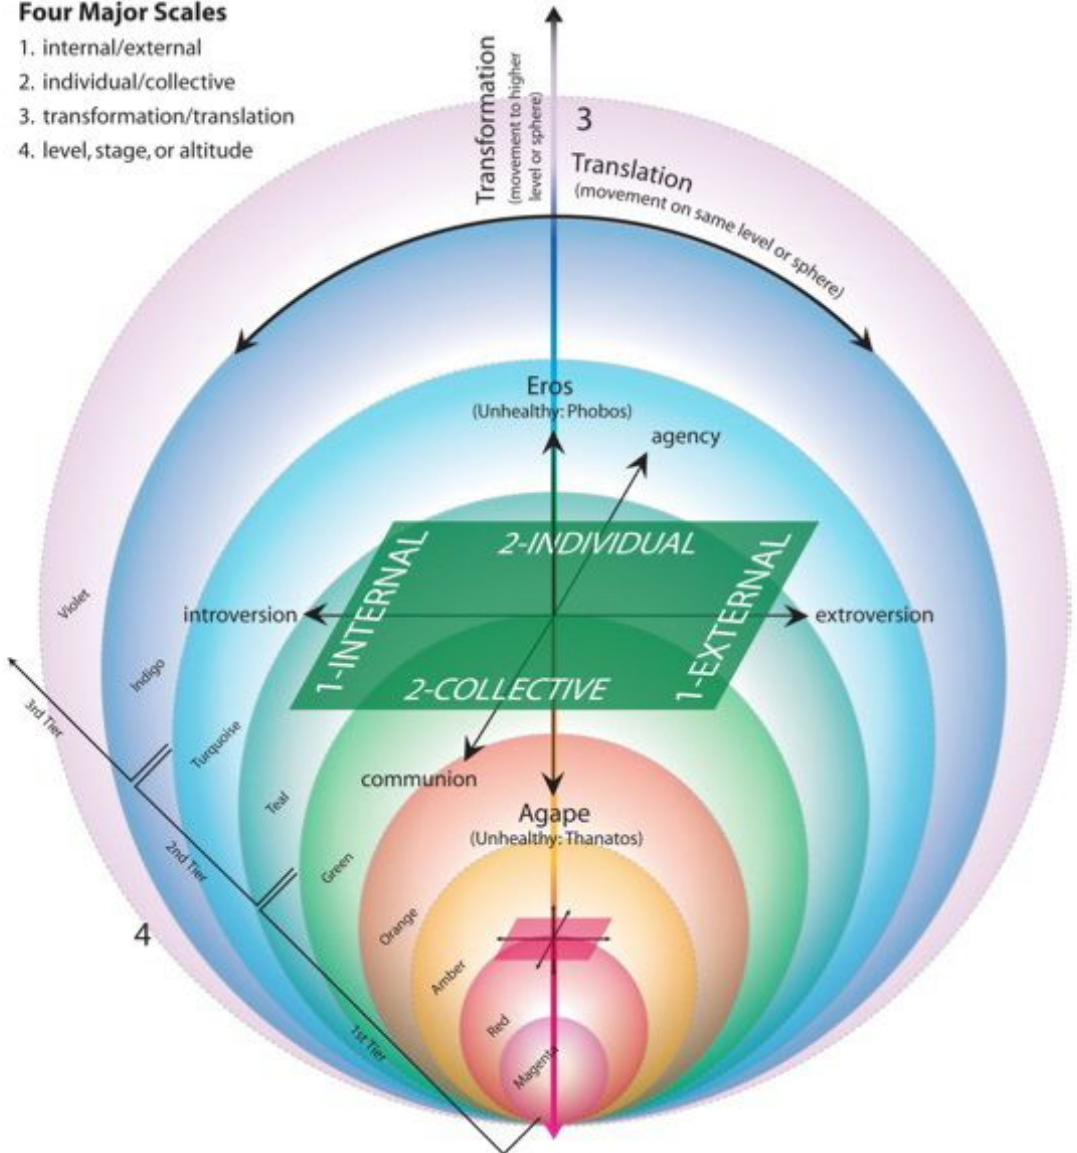 Four Major Scales
1. internal/external
2. individual/collective
3. transformation/translation
4. level, stage, or altitude
Transformation
(movement to higher
level or sphere)
3
Translation
(movement on same level or sphere)
Eros
(Unhealthy: Phobos)
agency
2-INDIVIDUAL
1-INTERNAL
1-EXTERNAL
introversion
extroversion
2-COLLECTIVE
communion
Agape
(Unhealthy: Thanatos)
Violet
Indigo
Turquoise
Teal
Green
Orange
Amber
Red
Magenta
3rd Tier
2nd Tier
4
1st Tier